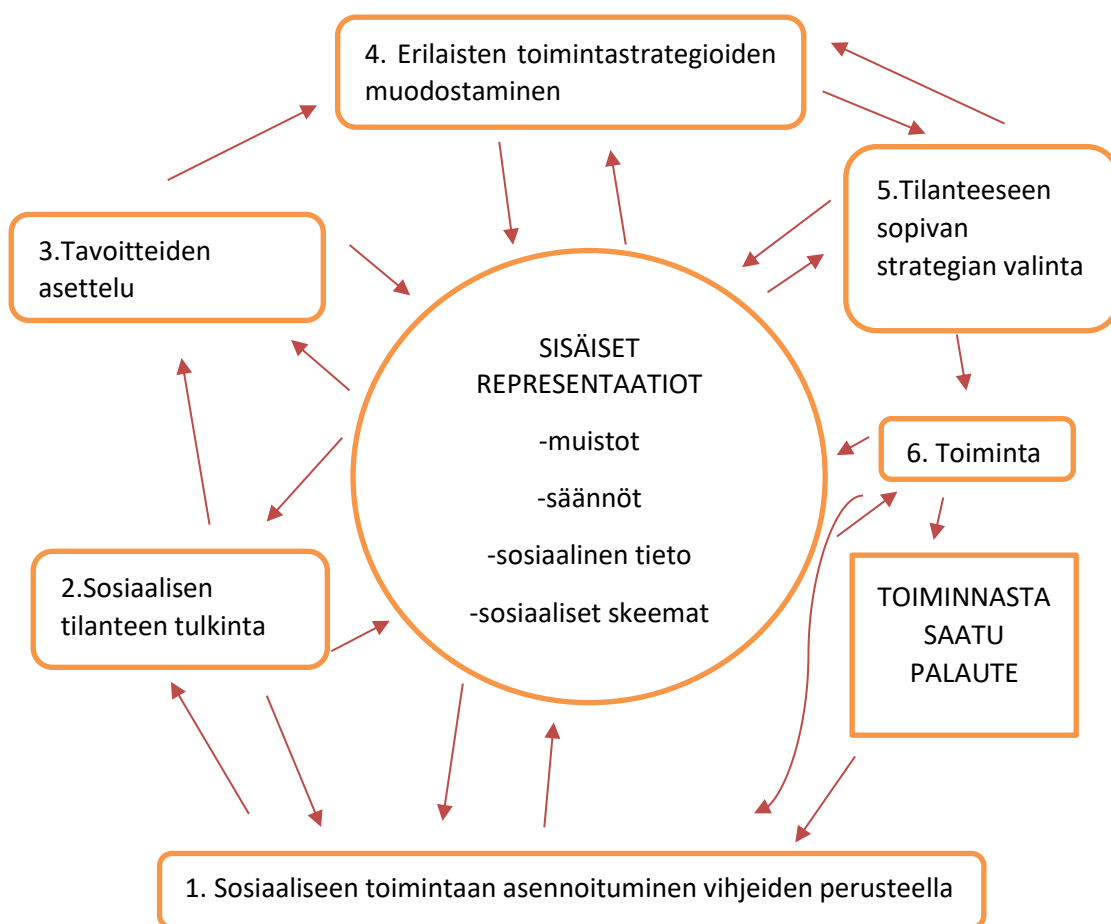 4. Erilaisten toimintastrategioiden
muodostaminen
5.Tilanteeseen
sopivan
strategian valinta
3.Tavoitteiden
asettelu
SISÄISET
REPRESENTAATIOT
-muistot
-säännöt
-sosiaalinen tieto
-sosiaaliset skeemat
6. Toiminta
2.Sosiaalisen
tilanteen tulkinta
TOIMINNASTA
SAATU
PALAUTE
1. Sosiaaliseen toimintaan asennoituminen vihjeiden perusteella